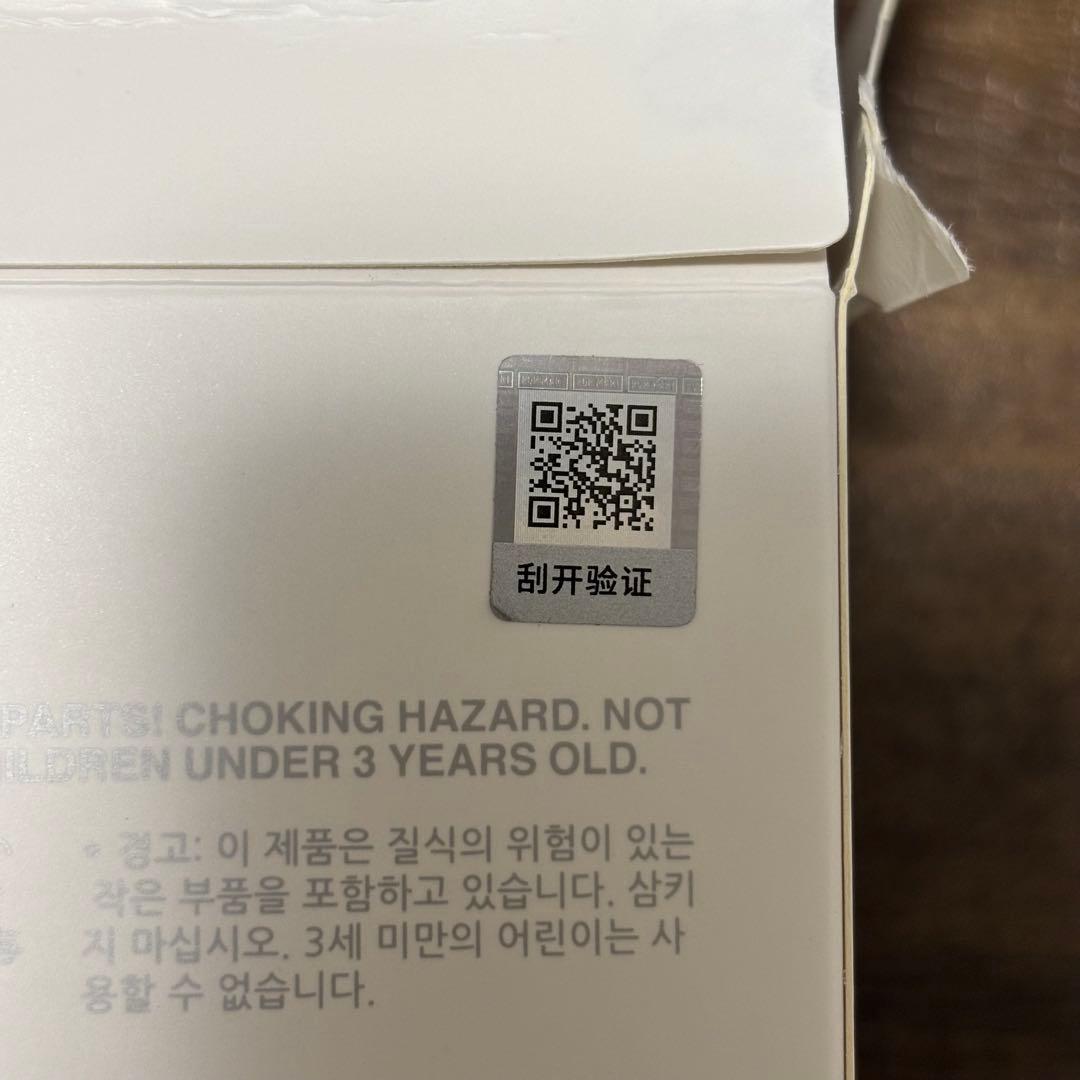 刮开验证
PARTS! CHOKING HAZARD. NOT
ILDREN UNDER 3 YEARS OLD.
경고: 이 제품은 질식의 위험이 있는
작은 부품을 포함하고 있습니다. 삼키
지 마십시오. 3세 미만의 어린이는 사
용할 수 없습니다.